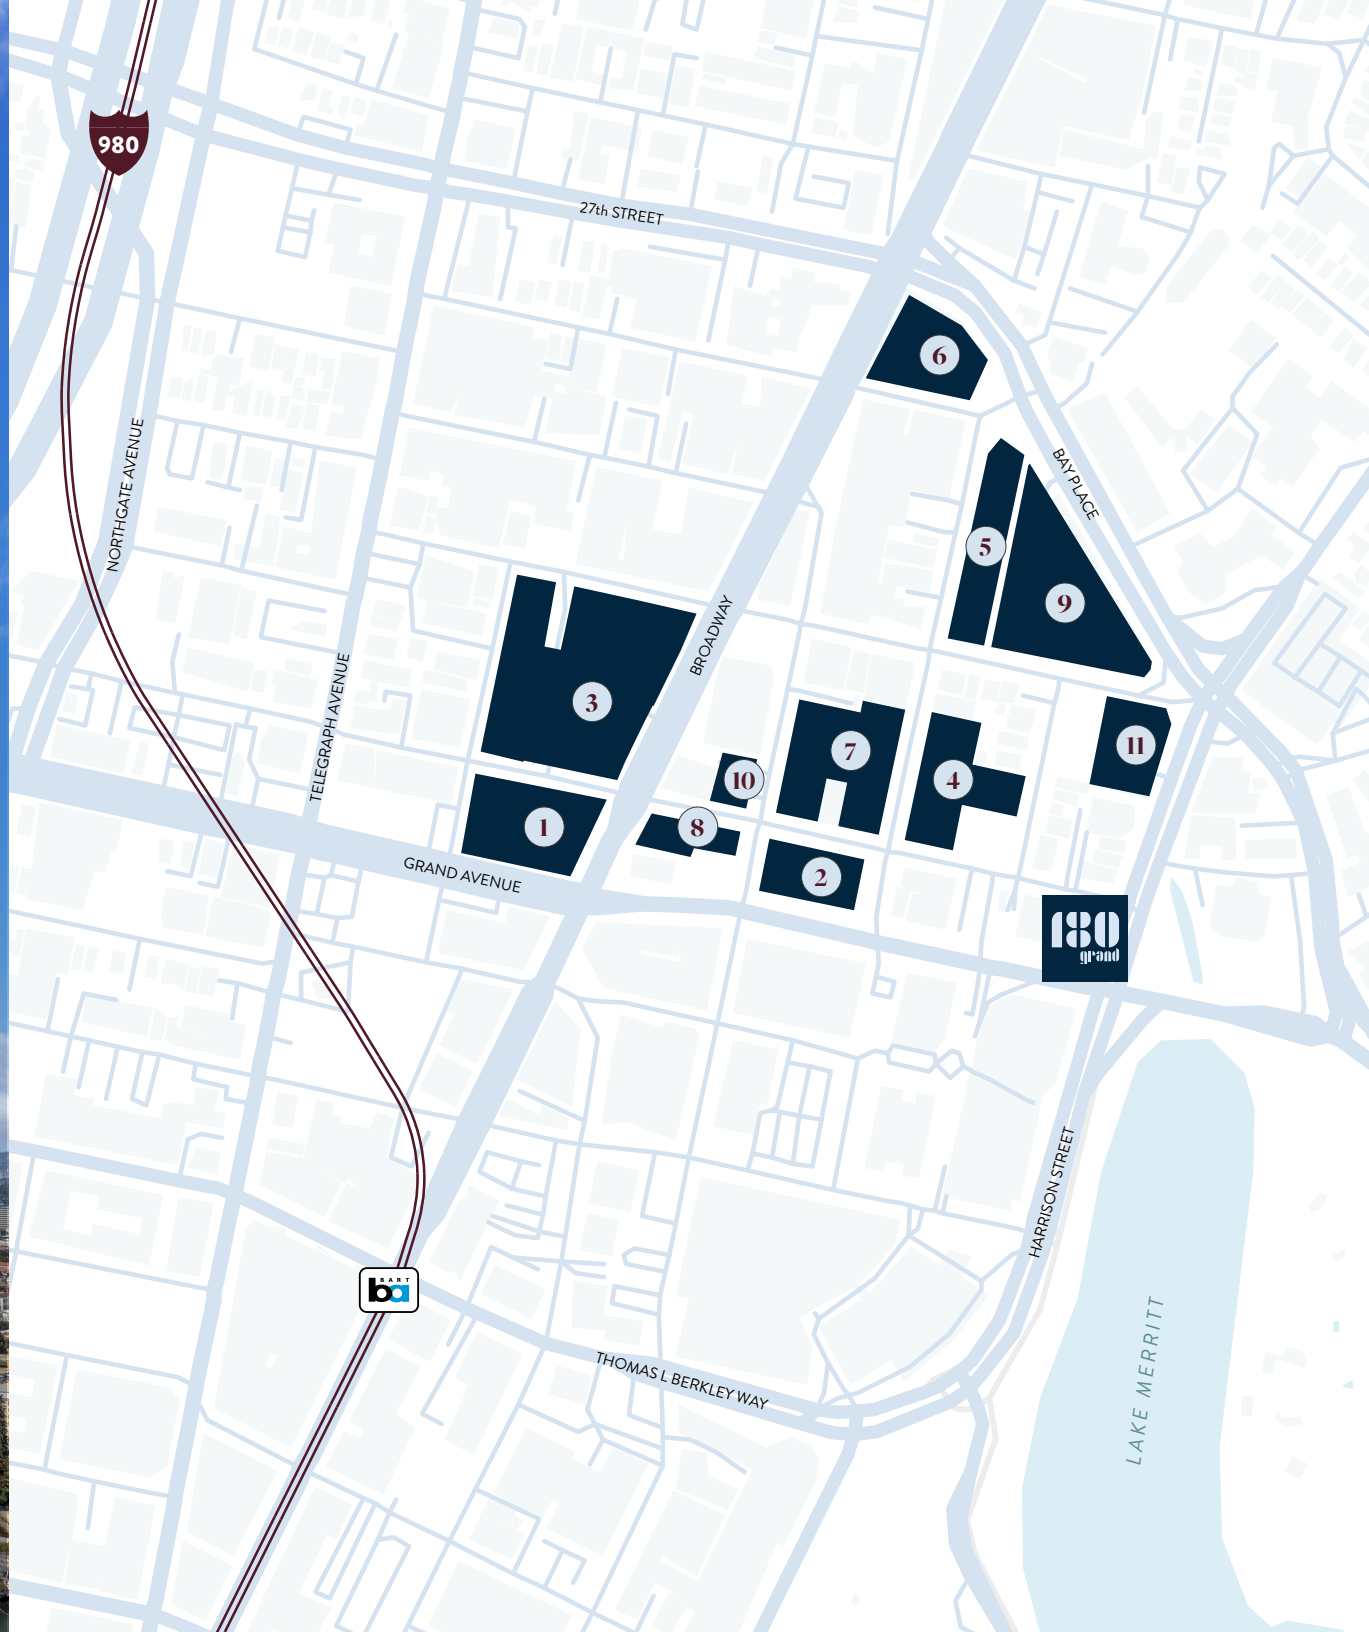 980
27th STREET
6
NORTHGATE AVENUE
BAY PLACE
5
9
BROADWAY
TELEGRAPH AVENUE
3
7
11
10
4
1
8
GRAND AVENUE
2
180
grand
HARRISON STREET
BART
ba
LAKE MERRITT
THOMAS L BERKLEY WAY